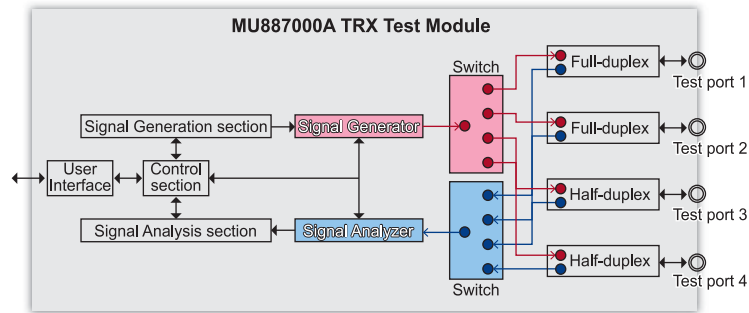 MU887000A TRX Test Module
Switch
Full-duplex
Test port 1
Signal Generation section
Signal Generator
Full-duplex
Test port 2
User
Interface
Control
section
Half-duplex
Test port 3
Signal Analysis section
Signal Analyzer
Half-duplex
Test port 4
Switch